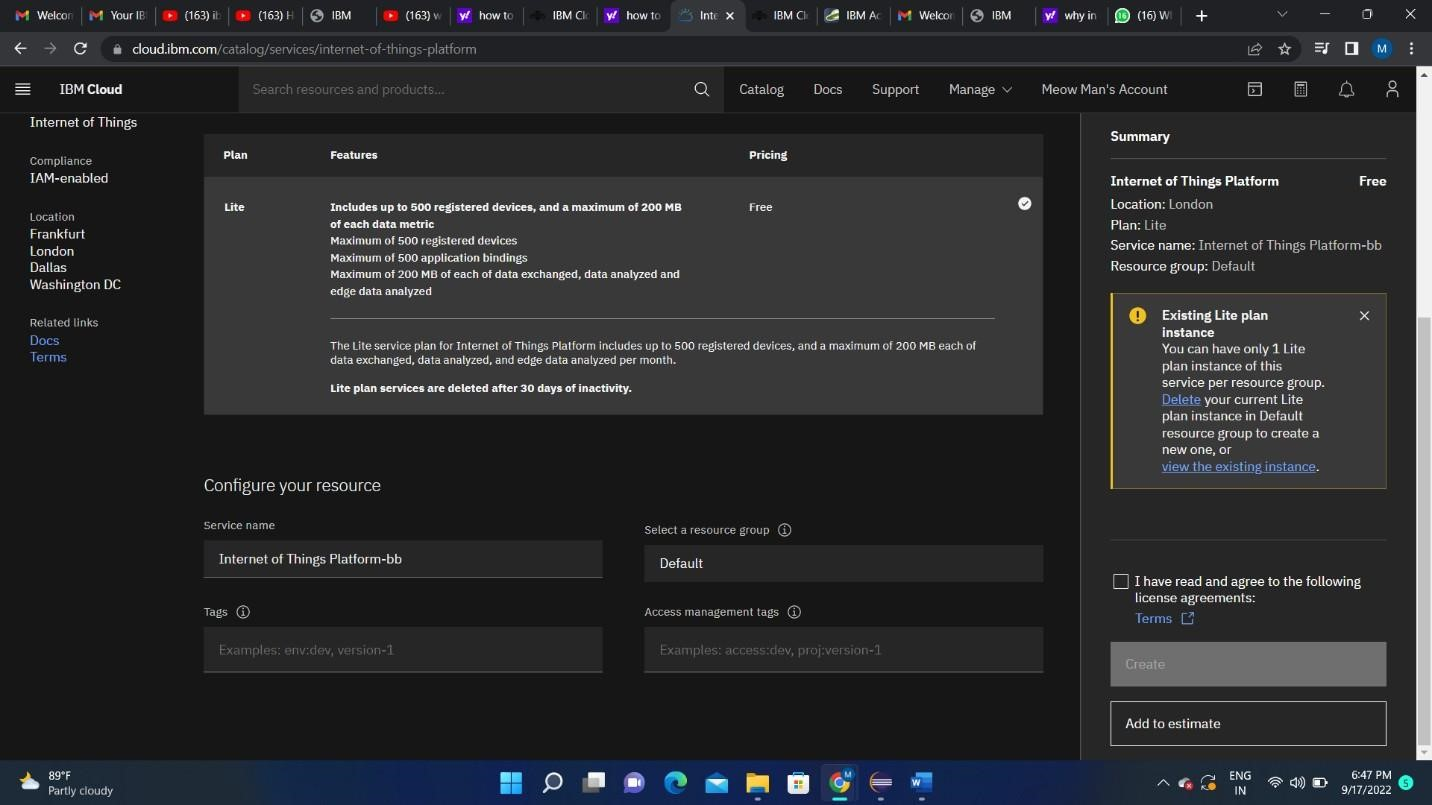 Welcon
Your IB
(163) ib
(163) H
IBM
(163) w
how to
IBM Cl
how to
Inte
IBM Cl
IBM Ac
Welcon
IBM
why in
(16) W
cloud.ibm.com/catalog/services/internet-of-things-platform
M
IBM Cloud
Search resources and products...
Catalog
Docs
Support
Manage
Meow Man's Account
Internet of Things
Compliance
IAM-enabled
Location
Frankfurt
London
Dallas
Washington DC
Related links
Docs
Terms
Plan
Features
Pricing
Lite
Includes up to 500 registered devices, and a maximum of 200 MB
of each data metric
Maximum of 500 registered devices
Maximum of 500 application bindings
Maximum of 200 MB of each of data exchanged, data analyzed and
edge data analyzed
Free
The Lite service plan for Internet of Things Platform includes up to 500 registered devices, and a maximum of 200 MB each of
data exchanged, data analyzed, and edge data analyzed per month.
Lite plan services are deleted after 30 days of inactivity.
Configure your resource
Service name
Internet of Things Platform-bb
Select a resource group
Default
Tags
Examples: env:dev, version-1
Access management tags
Examples: access:dev, proj:version-1
Summary
Internet of Things Platform Free
Location: London
Plan: Lite
Service name: Internet of Things Platform-bb
Resource group: Default
Existing Lite plan
instance
You can have only 1 Lite
plan instance of this
service per resource group.
Delete your current Lite
plan instance in Default
resource group to create a
new one, or
view the existing instance.
I have read and agree to the following
license agreements:
Terms
Create
Add to estimate
89°F
Partly cloudy
M
ENG
IN
6:47 PM
9/17/2022
S